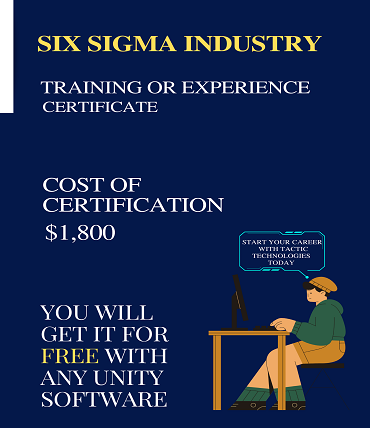 SIX SIGMA INDUSTRY
TRAINING OR EXPERIENCE
CERTIFICATE
COST OF
CERTIFICATION
$1,800
START YOUR CAREER
WITH TACTIC
TECHNOLOGIES
TODAY
YOU WILL
GET IT FOR
FREE WITH
ANY UNITY
SOFTWARE